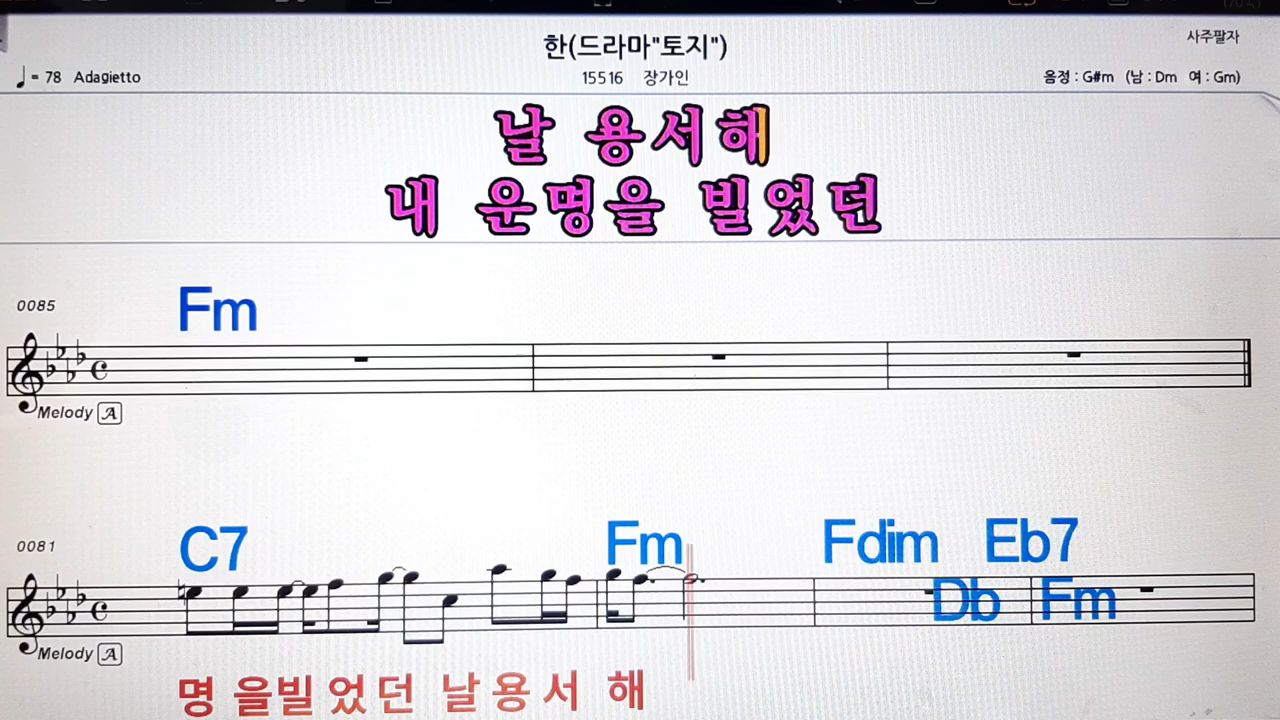 한(드라마"토지")
사주팔자
♩= 78 Adagietto
15516 장가인
음정 : G#m (남 : Dm 여 : Gm)
날 용서해
내 운명을 빌었던
0085
Fm
Melody A
0081
C7 Fm Fdim Eb7
Db Fm
Melody A
명 을빌 었던 날용서 해